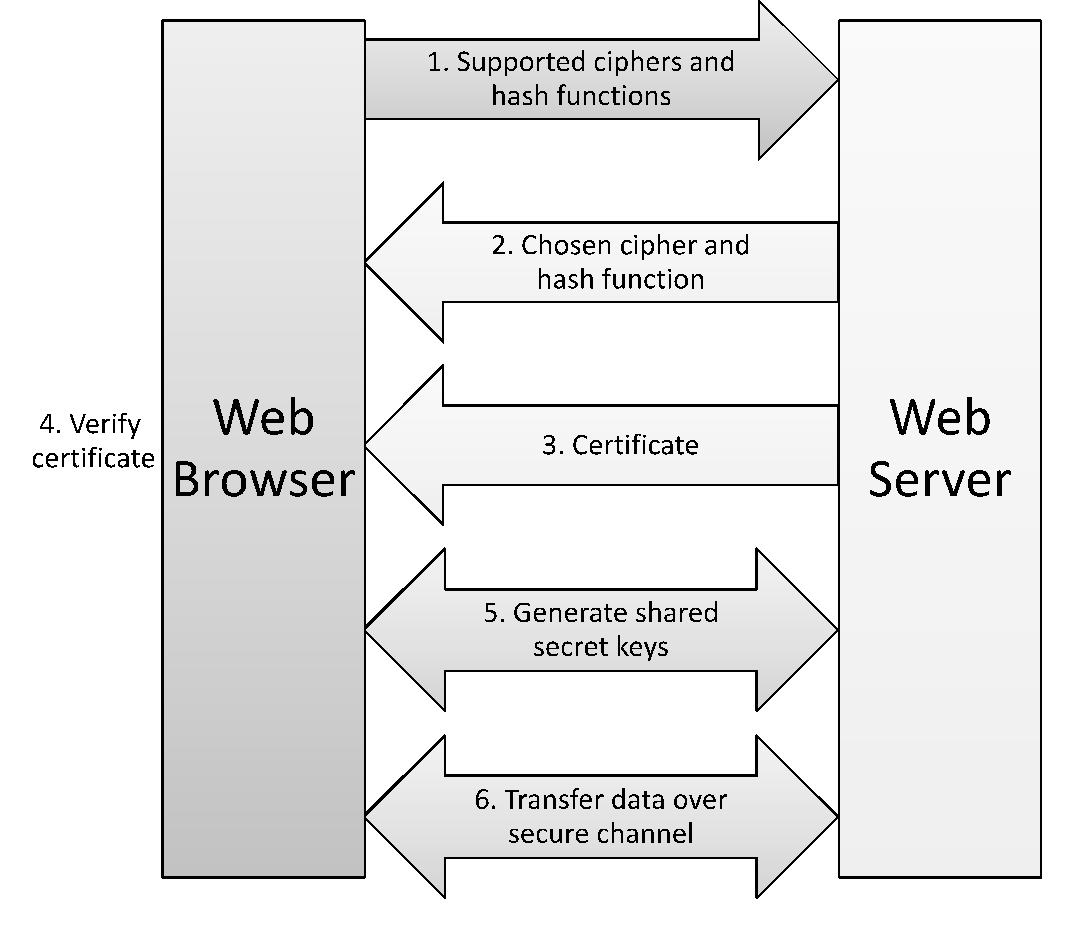 1. Supported ciphers and
hash functions
2. Chosen cipher and
hash function
3. Certificate
4. Verify
certificate
Web
Browser
Web
Server
5. Generate shared
secret keys
6. Transfer data over
secure channel